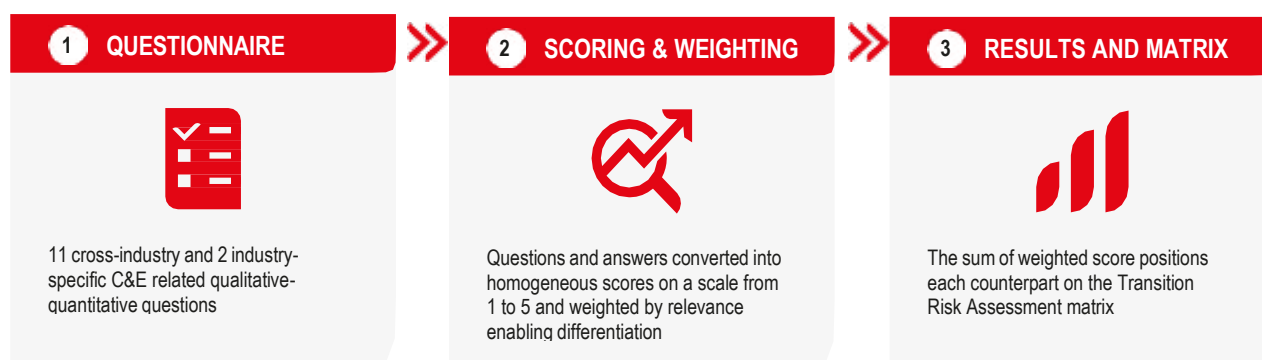 1 QUESTIONNAIRE
11 cross-industry and 2 industry-
specific C&E related qualitative-
quantitative questions
2 SCORING & WEIGHTING
Questions and answers converted into
homogeneous scores on a scale from
1 to 5 and weighted by relevance
enabling differentiation
3 RESULTS AND MATRIX
The sum of weighted score positions
each counterpart on the Transition
Risk Assessment matrix